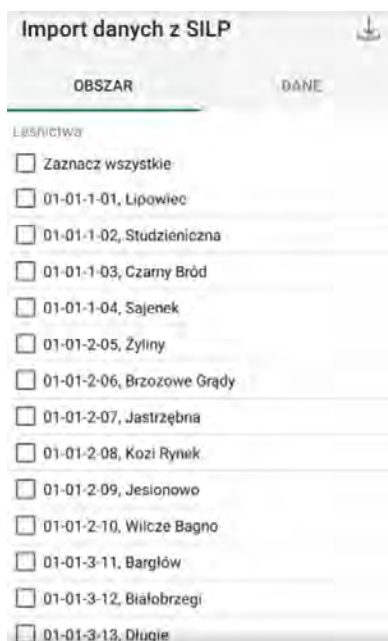 Import danych z SILP
OBSZAR DANE
Leśnictwa
Zaznacz wszystkie
01-01-1-01, Lipowiec
01-01-1-02, Studzieniczna
01-01-1-03, Czarny Bród
01-01-1-04, Sajenek
01-01-2-05, Żyliny
01-01-2-06, Brzozowe Grądy
01-01-2-07, Jastrzębna
01-01-2-08, Kozi Rynek
01-01-2-09, Jesionowo
01-01-2-10, Wilcze Bagno
01-01-3-11, Bargłów
01-01-3-12, Białobrzegi
01-01-3-13, Długie